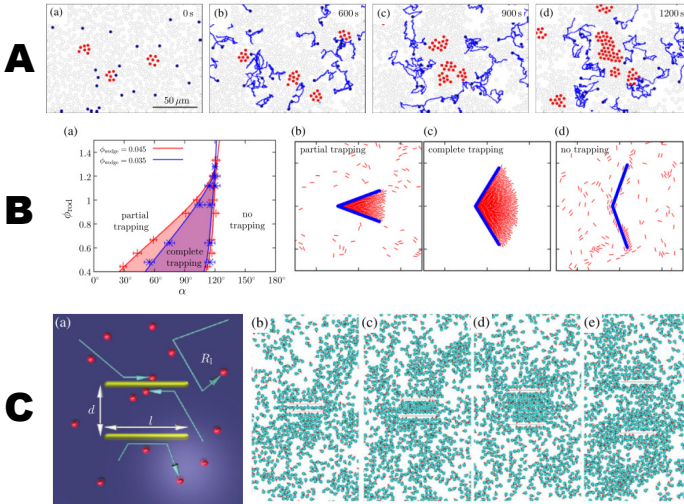 A
(a) 0 s
50 μm
(b) 600 s
(c) 900 s
(d) 1200 s
B
(a)
ϕwedge = 0.045
ϕwedge = 0.035
1.4
1.2
1
0.8
0.6
0.4
ϕrod
partial
trapping
no
trapping
complete
trapping
0° 30° 60° 90° 120° 150° 180°
α
(b)
partial trapping
(c)
complete trapping
(d)
no trapping
C
(a)
R₁
d
l
(b)
(c)
(d)
(e)